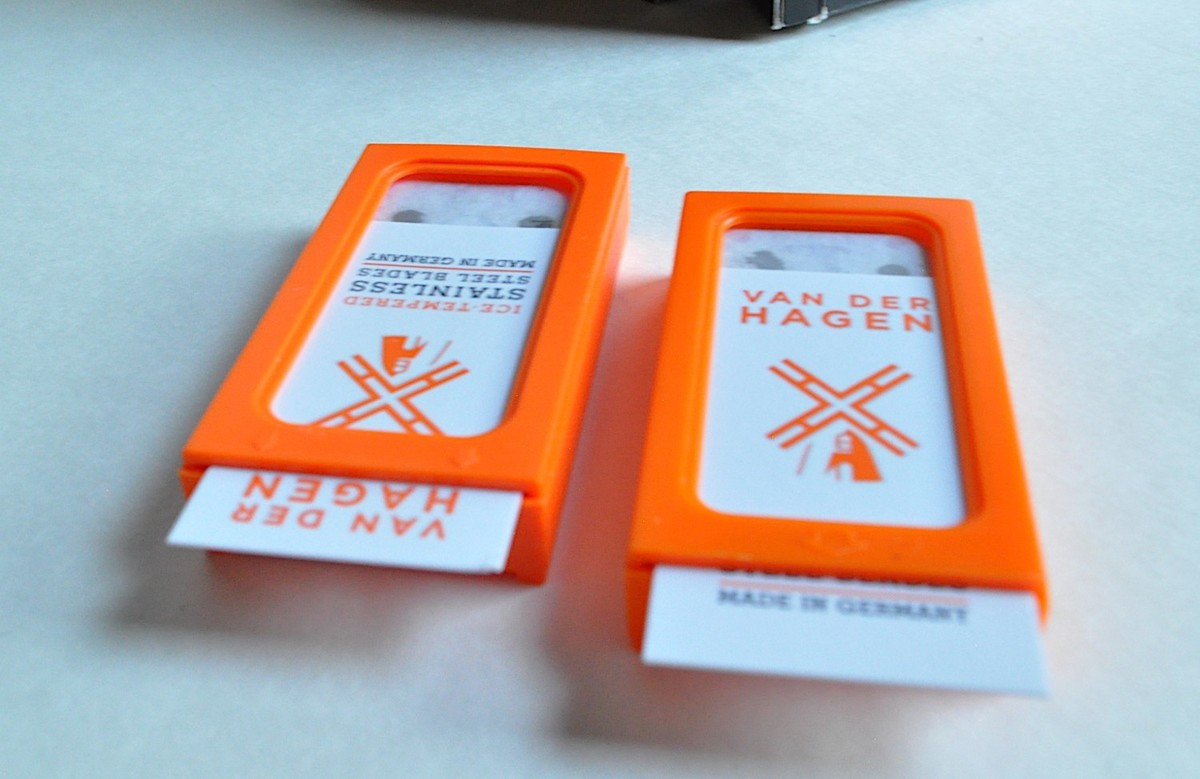 MADE IN GERMANY
STEEL BLADES
STAINLESS
ICE-TEMPERED
VAN DER
HAGEN
VAN DER
HAGEN
MADE IN GERMANY